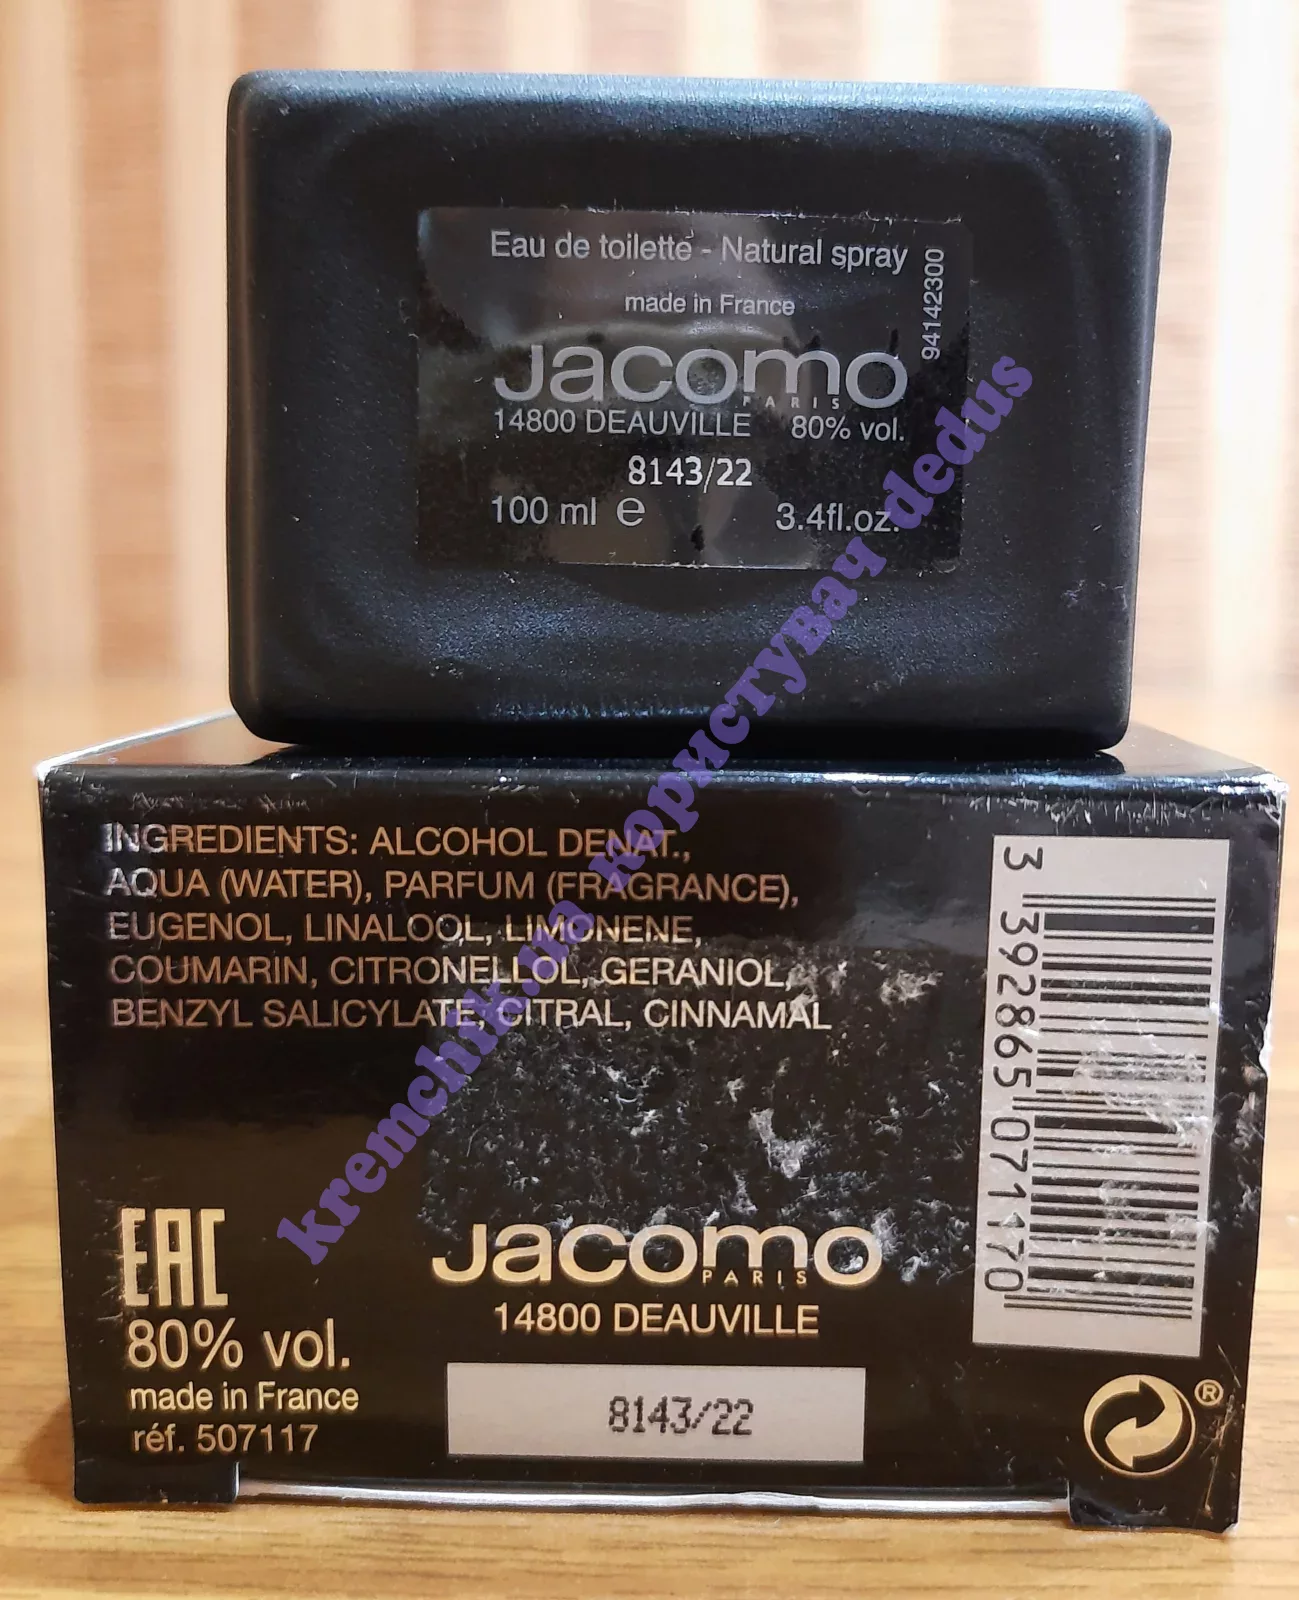 Eau de toilette - Natural spray
made in France
94142300
Jacomo
PARIS
14800 DEAUVILLE 80% vol.
8143/22
100 ml e 3.4fl.oz.
INGREDIENTS: ALCOHOL DENAT.,
AQUA (WATER), PARFUM (FRAGRANCE),
EUGENOL, LINALOOL, LIMONENE,
COUMARIN, CITRONELLOL, GERANIOL,
BENZYL SALICYLATE, CITRAL, CINNAMAL
3 392865 071170
EAC
80% vol.
made in France
réf. 507117
Jacomo
PARIS
14800 DEAUVILLE
8143/22
®
kremchik.ua користувач dedus